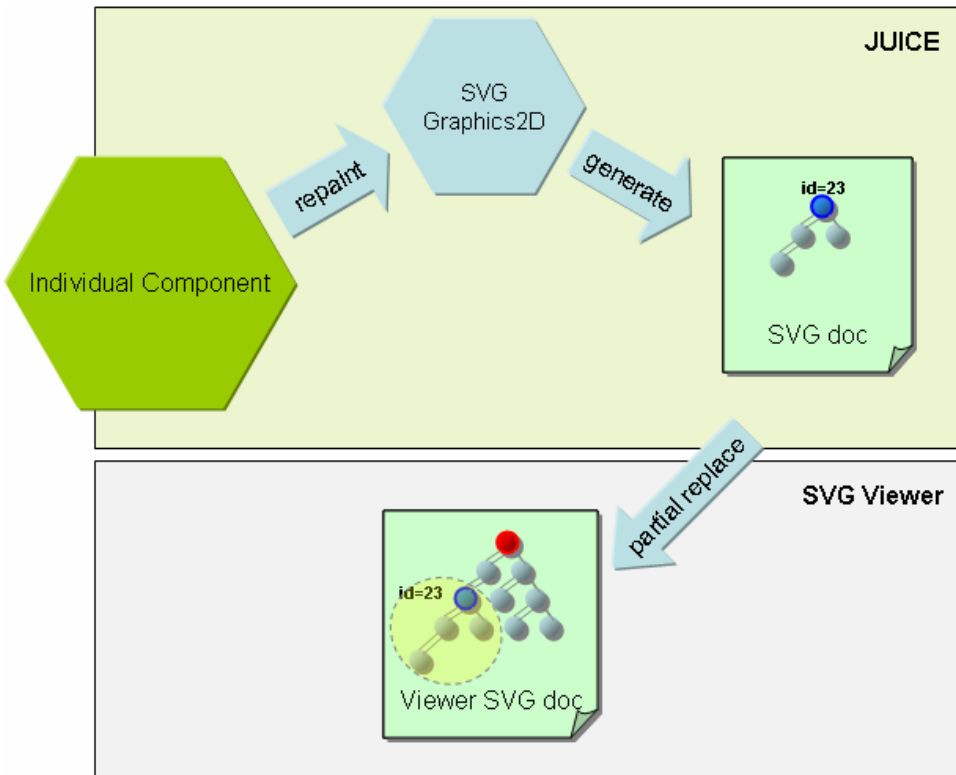 JUICE
SVG
Graphics2D
repaint
generate
id=23
Individual Component
SVG doc
partial replace
SVG Viewer
id=23
Viewer SVG doc